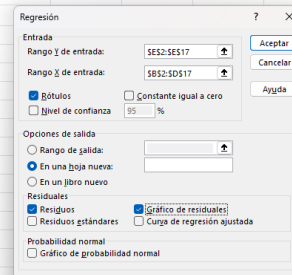 Regresión ? ×
Entrada
Rango Y de entrada: $E$2:$E$17
Rango X de entrada: $B$2:$D$17
Rótulos Constante igual a cero
Nivel de confianza 95 %
Aceptar
Cancelar
Ayuda
Opciones de salida
Rango de salida:
En una hoja nueva:
En un libro nuevo
Residuales
Residuos Gráfico de residuales
Residuos estándares Curva de regresión ajustada
Probabilidad normal
Gráfico de probabilidad normal